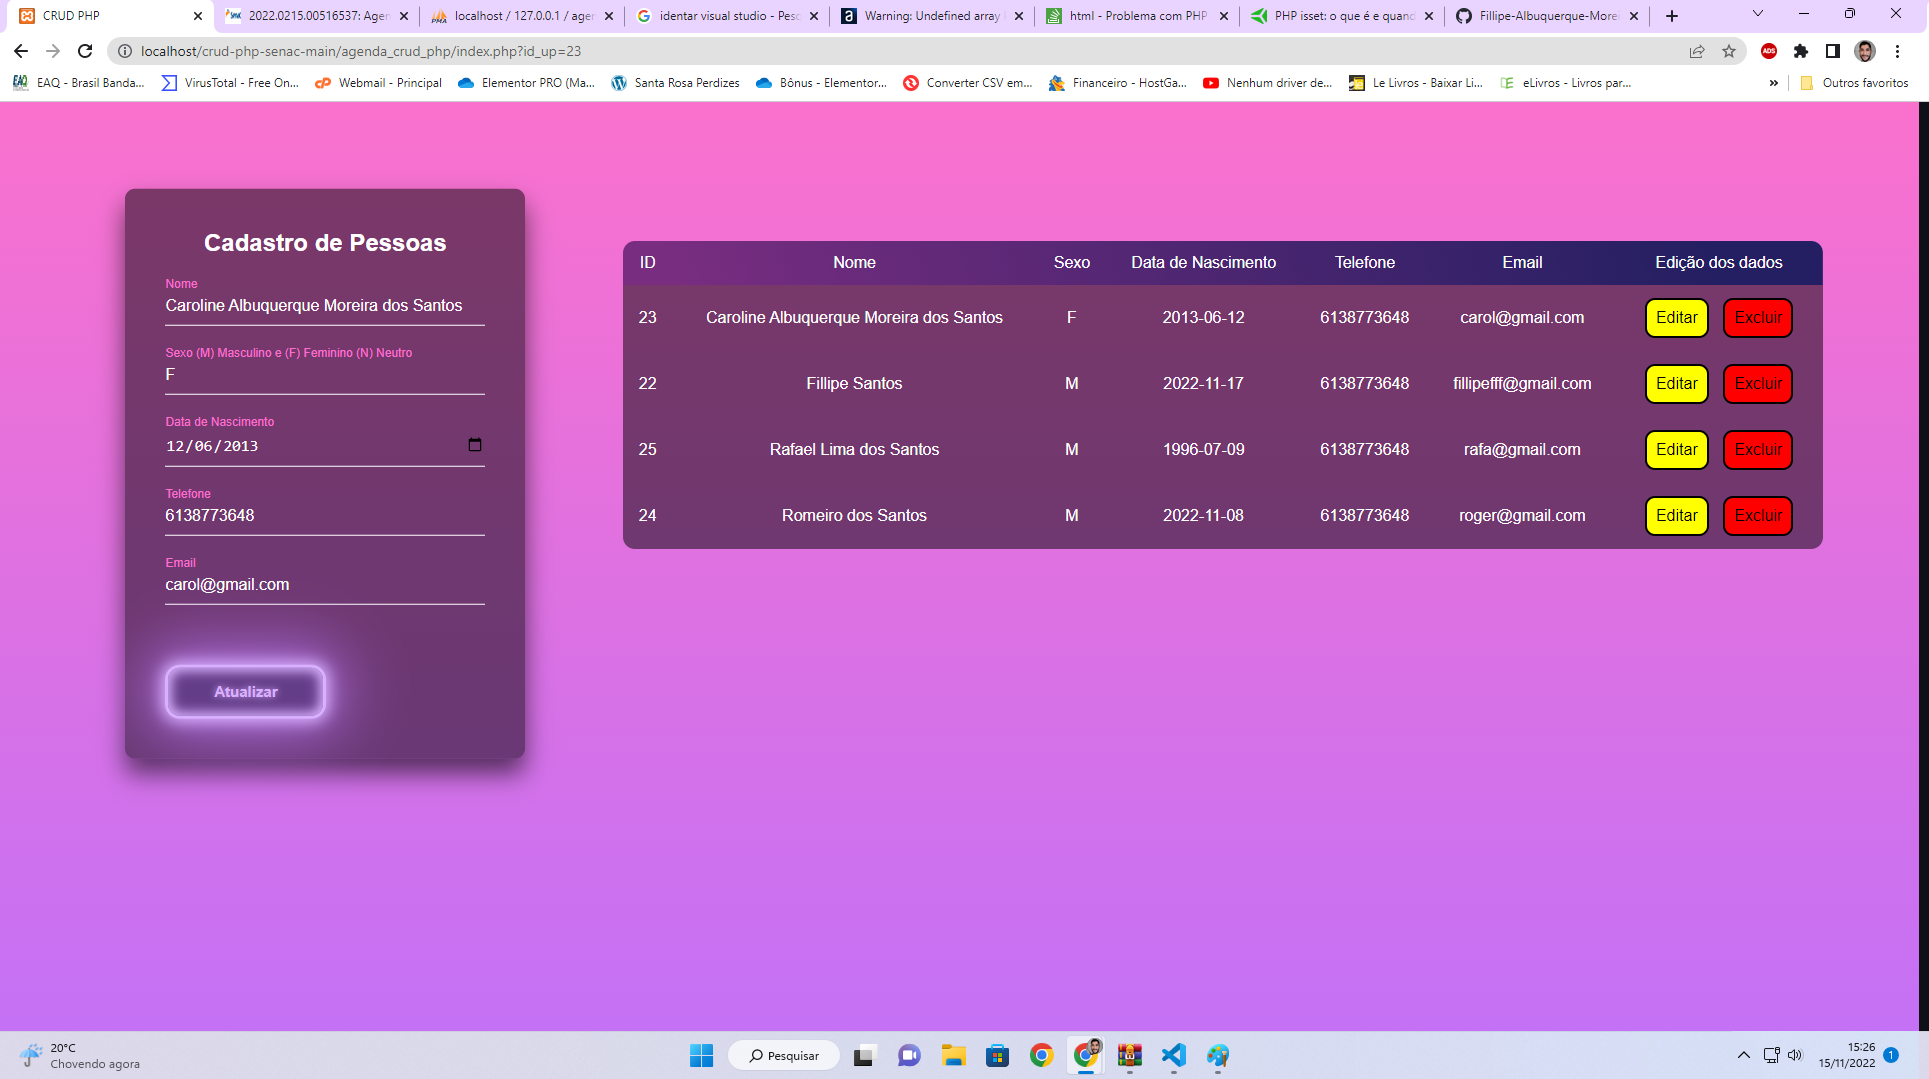 CRUD PHP
2022.0215.00516537: Agen
localhost / 127.0.0.1 / agen
identar visual studio - Pesc
Warning: Undefined array
html - Problema com PHP
PHP isset: o que é e quand
Fillipe-Albuquerque-Morei
localhost/crud-php-senac-main/agenda_crud_php/index.php?id_up=23
ADS
EAQ - Brasil Banda...
VirusTotal - Free On...
Webmail - Principal
Elementor PRO (Ma...
Santa Rosa Perdizes
Bônus - Elementor...
Converter CSV em...
Financeiro - HostGa...
Nenhum driver de...
Le Livros - Baixar Li...
eLivros - Livros par...
»
Outros favoritos
Cadastro de Pessoas
Nome
Caroline Albuquerque Moreira dos Santos
Sexo (M) Masculino e (F) Feminino (N) Neutro
F
Data de Nascimento
12/06/2013
Telefone
6138773648
Email
carol@gmail.com
Atualizar
ID Nome Sexo Data de Nascimento Telefone Email Edição dos dados
23 Caroline Albuquerque Moreira dos Santos F 2013-06-12 6138773648 carol@gmail.com Editar Excluir
22 Fillipe Santos M 2022-11-17 6138773648 fillipefff@gmail.com Editar Excluir
25 Rafael Lima dos Santos M 1996-07-09 6138773648 rafa@gmail.com Editar Excluir
24 Romeiro dos Santos M 2022-11-08 6138773648 roger@gmail.com Editar Excluir
20°C
Chovendo agora
Pesquisar
15:26
15/11/2022
1